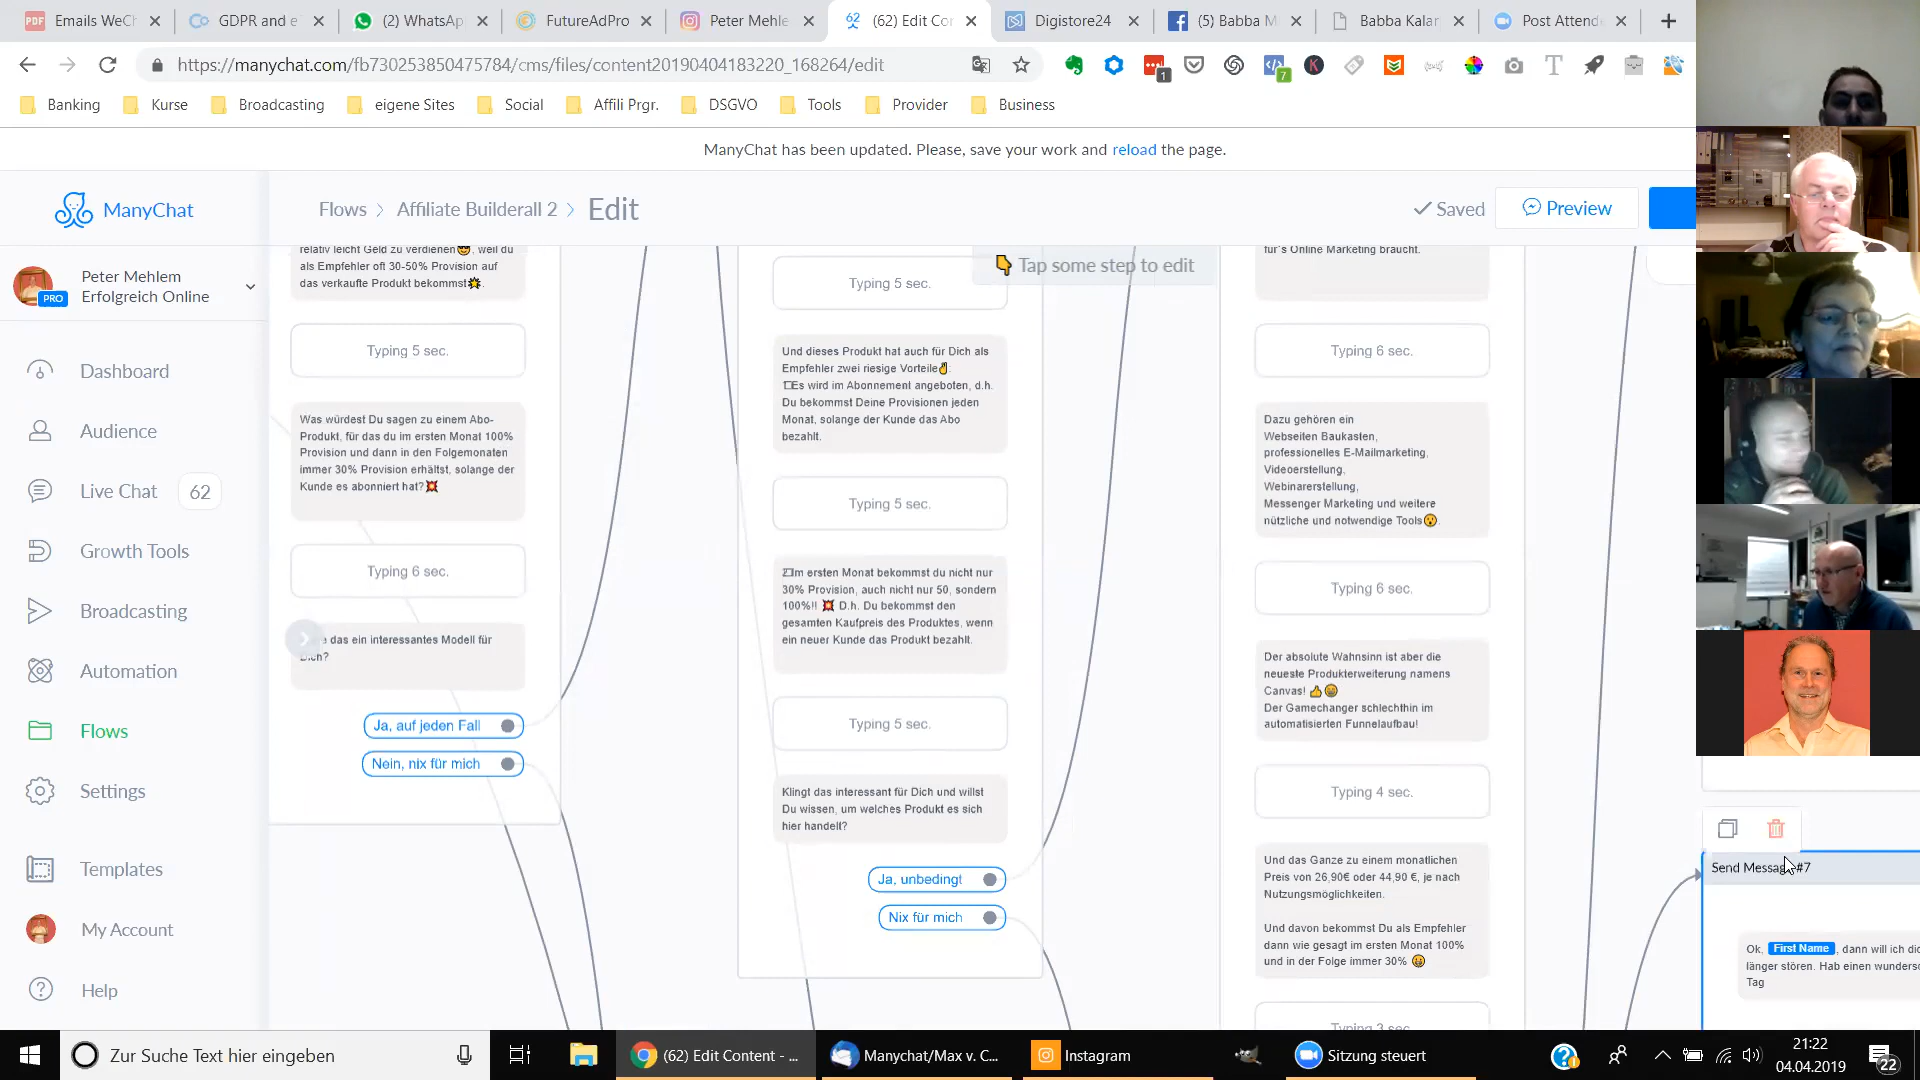 Emails WeCh
GDPR and e
(2) WhatsAp
FutureAdPro
Peter Mehle
(62) Edit Con
Digistore24
(5) Babba M
Babba Kalar
Post Attende
https://manychat.com/fb730253850475784/cms/files/content20190404183220_168264/edit
1
7
Banking
Kurse
Broadcasting
eigene Sites
Social
Affili Prgr.
DSGVO
Tools
Provider
Business
ManyChat has been updated. Please, save your work and reload the page.
ManyChat
Flows > Affiliate Builderall 2 > Edit
Saved
Preview
Peter Mehlem
Erfolgreich Online
PRO
Dashboard
Audience
Live Chat 62
Growth Tools
Broadcasting
Automation
Flows
Settings
Templates
My Account
Help
👇 Tap some step to edit
relativ leicht Geld zu verdienen😎, weil du
als Empfehler oft 30-50% Provision auf
das verkaufte Produkt bekommst🌟.
Typing 5 sec.
Was würdest Du sagen zu einem Abo-
Produkt, für das du im ersten Monat 100%
Provision und dann in den Folgemonaten
immer 30% Provision erhältst, solange der
Kunde es abonniert hat?💥
Typing 6 sec.
das ein interessantes Modell für
Dich?
Ja, auf jeden Fall
Nein, nix für mich
Typing 5 sec.
Und dieses Produkt hat auch für Dich als
Empfehler zwei riesige Vorteile✌.
1️⃣Es wird im Abonnement angeboten, d.h.
Du bekommst Deine Provisionen jeden
Monat, solange der Kunde das Abo
bezahlt.
Typing 5 sec.
2️⃣Im ersten Monat bekommst du nicht nur
30% Provision, auch nicht nur 50, sondern
100%!! 💥 D.h. Du bekommst den
gesamten Kaufpreis des Produktes, wenn
ein neuer Kunde das Produkt bezahlt.
Typing 5 sec.
Klingt das interessant für Dich und willst
Du wissen, um welches Produkt es sich
hier handelt?
Ja, unbedingt
Nix für mich
für's Online Marketing braucht.
Typing 6 sec.
Dazu gehören ein
Webseiten Baukasten,
professionelles E-Mailmarketing,
Videoerstellung,
Webinarerstellung,
Messenger Marketing und weitere
nützliche und notwendige Tools😲.
Typing 6 sec.
Der absolute Wahnsinn ist aber die
neueste Produkterweiterung namens
Canvas! 👍😀
Der Gamechanger schlechthin im
automatisierten Funnelaufbau!
Typing 4 sec.
Und das Ganze zu einem monatlichen
Preis von 26,90€ oder 44,90 €, je nach
Nutzungsmöglichkeiten.
Und davon bekommst Du als Empfehler
dann wie gesagt im ersten Monat 100%
und in der Folge immer 30% 😀
Typing 3 sec.
Send Message #7
Ok, First Name, dann will ich dic
länger stören. Hab einen wundersc
Tag
Zur Suche Text hier eingeben
(62) Edit Content - ...
Manychat/Max v. C...
Instagram
Sitzung steuert
21:22
04.04.2019
22